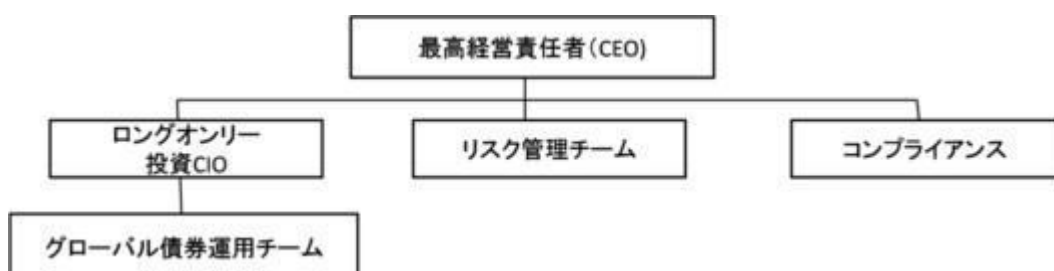 最高経営責任者（CEO)
ロングオンリー
投資CIO
リスク管理チーム
コンプライアンス
グローバル債券運用チーム